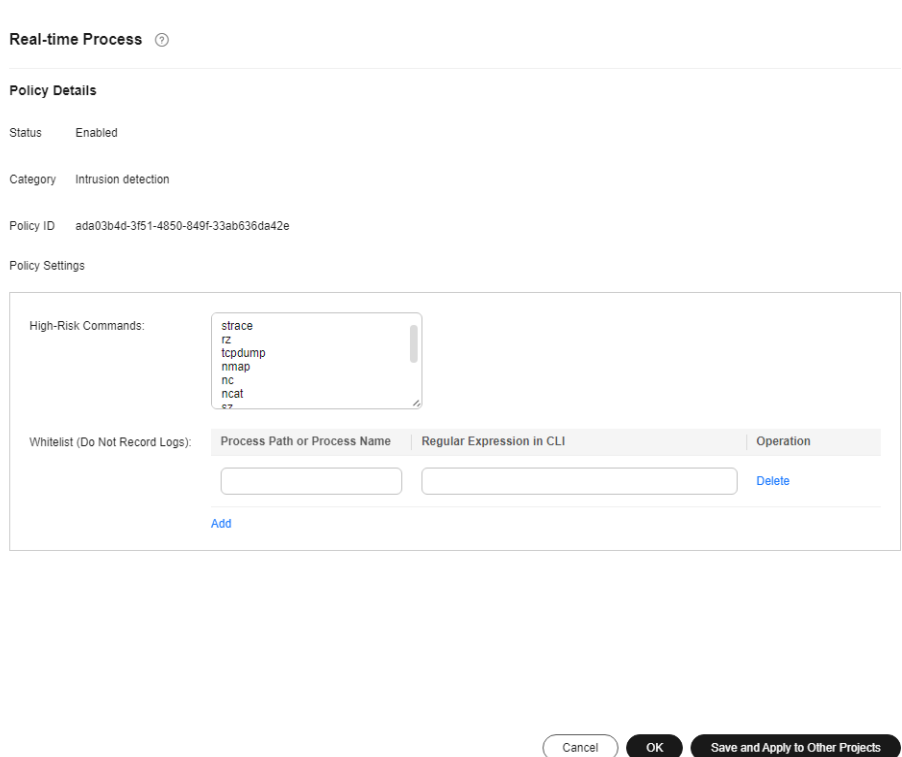 Real-time Process ?
Policy Details
Status Enabled
Category Intrusion detection
Policy ID ada03b4d-3f51-4850-849f-33ab636da42e
Policy Settings
High-Risk Commands:
strace
rz
tcpdump
nmap
nc
ncat
sz
Whitelist (Do Not Record Logs):
Process Path or Process Name Regular Expression in CLI Operation
Delete
Add
Cancel OK Save and Apply to Other Projects